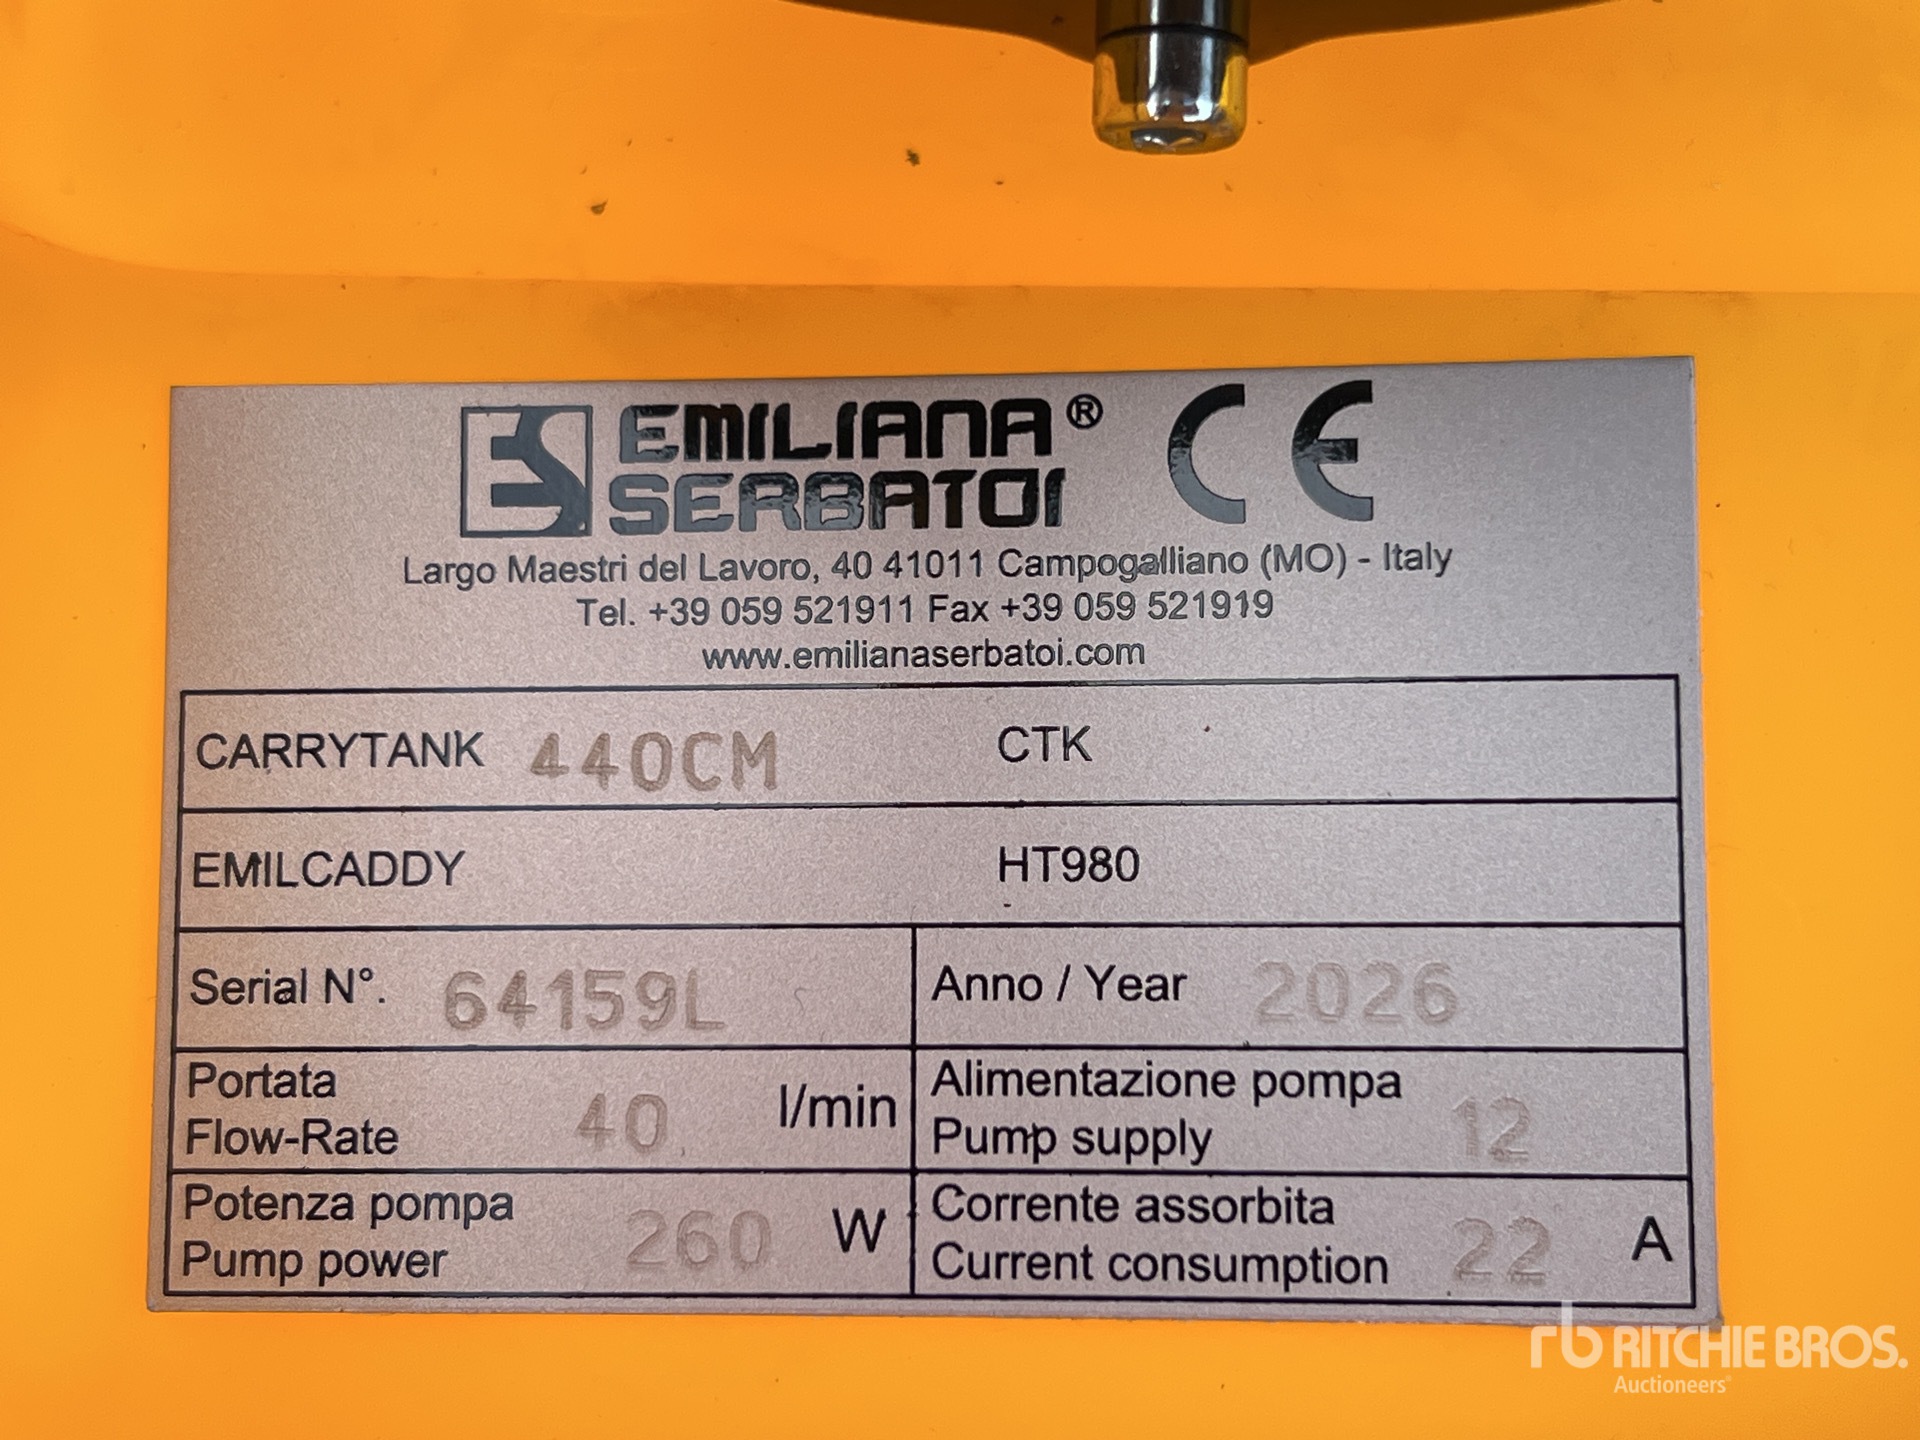 ES EMILIANA® CE
SERBATOI
Largo Maestri del Lavoro, 40 41011 Campogalliano (MO) - Italy
Tel. +39 059 521911 Fax +39 059 521919
www.emilianaserbatoi.com
CARRYTANK 440CM CTK
EMILCADDY HT980
Serial N°. 64159L Anno / Year 2026
Portata
Flow-Rate 40 l/min
Alimentazione pompa
Pump supply 12
Potenza pompa
Pump power 260 W
Corrente assorbita
Current consumption 22 A
rb RITCHIE BROS.
Auctioneers